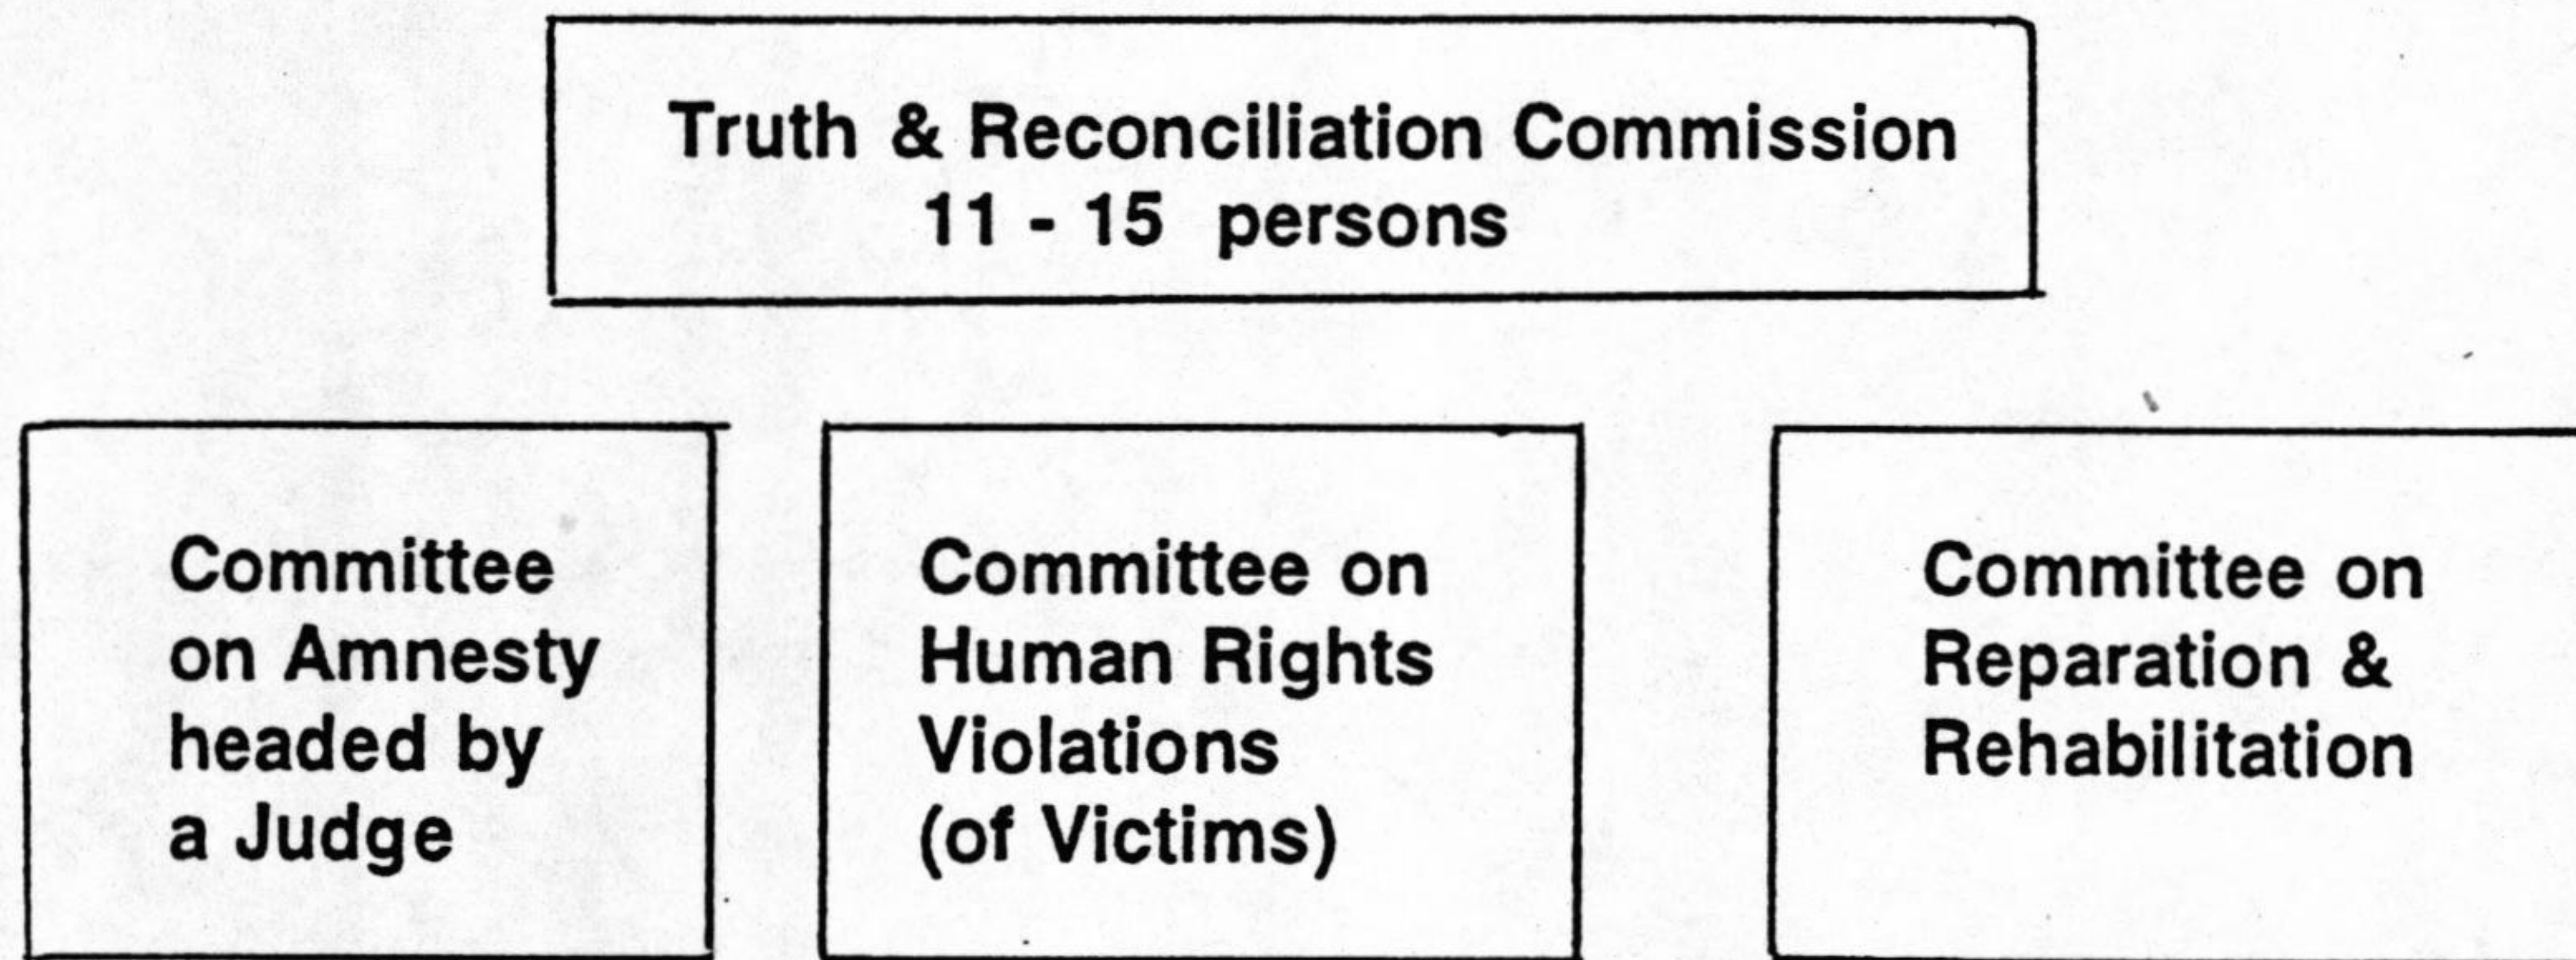 Truth & Reconciliation Commission
11 - 15 persons
Committee
on Amnesty
headed by
a Judge
Committee on
Human Rights
Violations
(of Victims)
Committee on
Reparation &
Rehabilitation